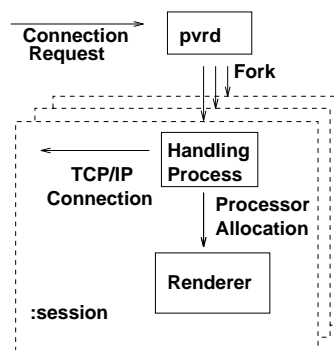 Connection
Request
pvrd
Fork
Handling
Process
TCP/IP
Connection
Processor
Allocation
Renderer
:session